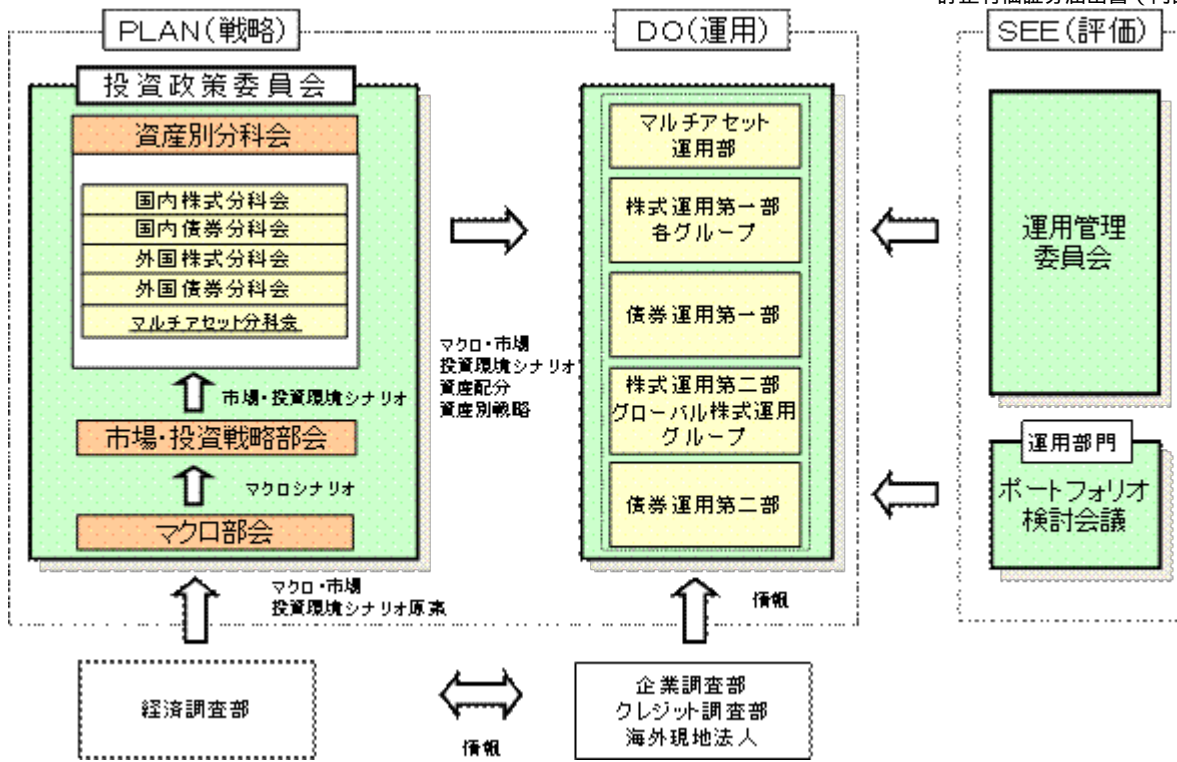 PLAN(戦略)
投資政策委員会
資産別分科会
国内株式分科会
国内債券分科会
外国株式分科会
外国債券分科会
マルチアセット分科会
市場・投資環境シナリオ
市場・投資戦略部会
マクロシナリオ
マクロ部会
マクロ・市場
投資環境シナリオ原案
経済調査部
マクロ・市場
投資環境シナリオ
資産配分
資産別戦略
情報
DO(運用)
マルチアセット
運用部
株式運用第一部
各グループ
債券運用第一部
株式運用第二部
グローバル株式運用
グループ
債券運用第二部
情報
企業調査部
クレジット調査部
海外現地法人
SEE(評価)
運用管理
委員会
運用部門
ポートフォリオ
検討会議